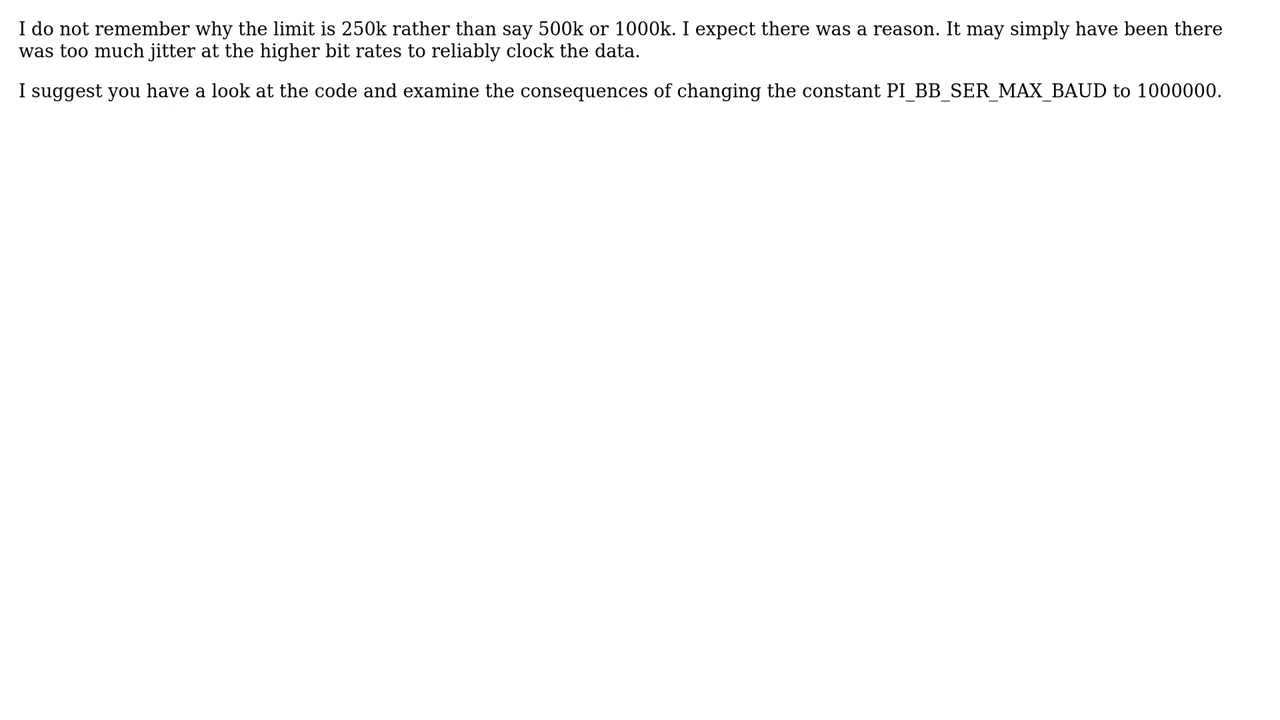 I do not remember why the limit is 250k rather than say 500k or 1000k. I expect there was a reason. It may simply have been there
was too much jitter at the higher bit rates to reliably clock the data.
I suggest you have a look at the code and examine the consequences of changing the constant PI_BB_SER_MAX_BAUD to 1000000.